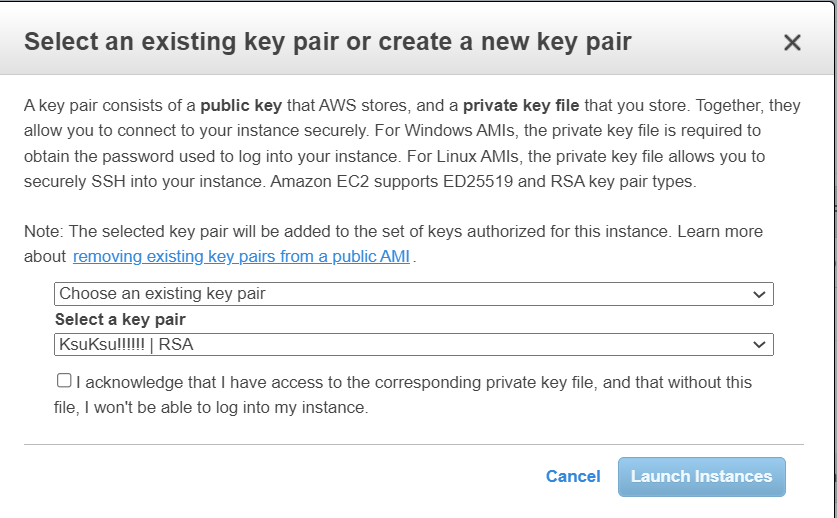 Select an existing key pair or create a new key pair
A key pair consists of a public key that AWS stores, and a private key file that you store. Together, they
allow you to connect to your instance securely. For Windows AMIs, the private key file is required to
obtain the password used to log into your instance. For Linux AMIs, the private key file allows you to
securely SSH into your instance. Amazon EC2 supports ED25519 and RSA key pair types.
Note: The selected key pair will be added to the set of keys authorized for this instance. Learn more
about removing existing key pairs from a public AMI.
Choose an existing key pair
Select a key pair
KsuKsu!!!!!! | RSA
I acknowledge that I have access to the corresponding private key file, and that without this
file, I won't be able to log into my instance.
Cancel Launch Instances